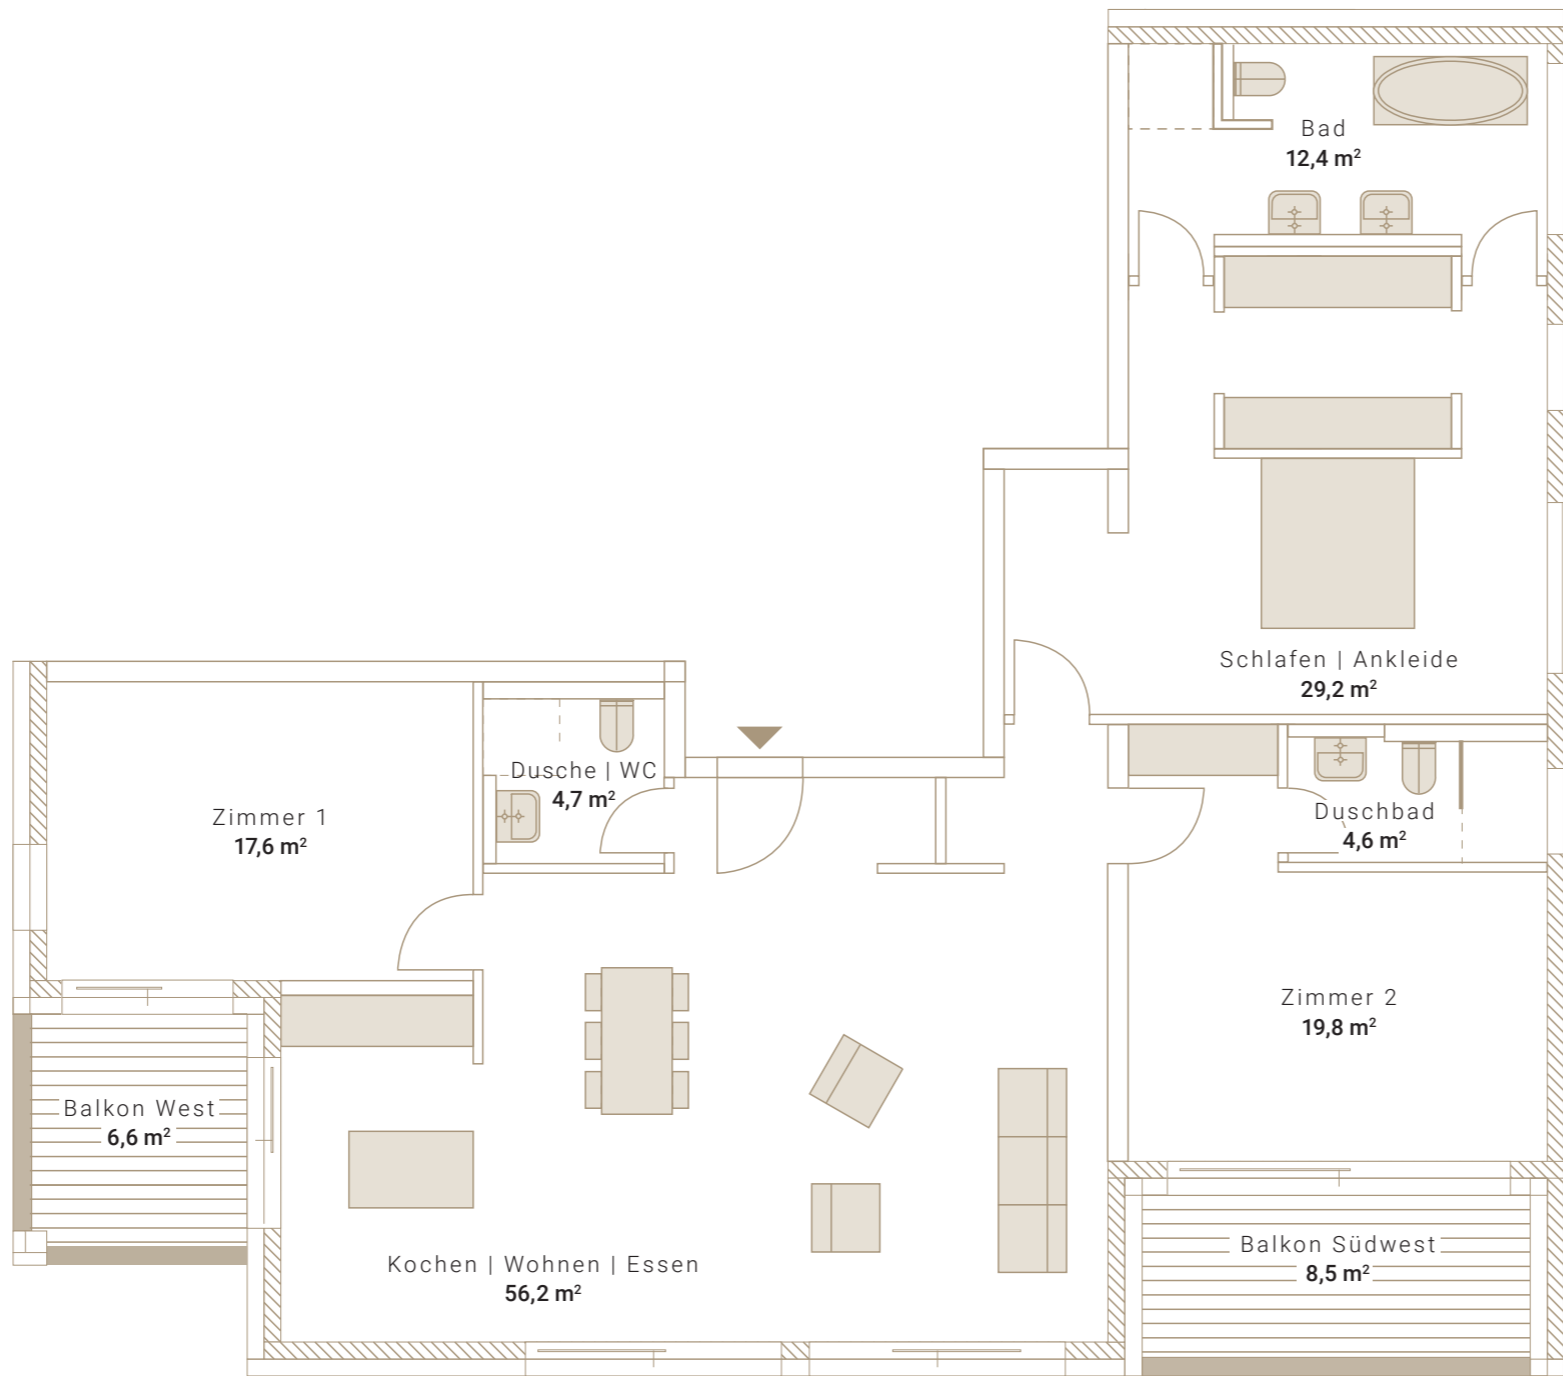 Bad
12,4 m²
Schlafen | Ankleide
29,2 m²
Dusche | WC
4,7 m²
Zimmer 1
17,6 m²
Duschbad
4,6 m²
Zimmer 2
19,8 m²
Balkon West
6,6 m²
Kochen | Wohnen | Essen
56,2 m²
Balkon Südwest
8,5 m²